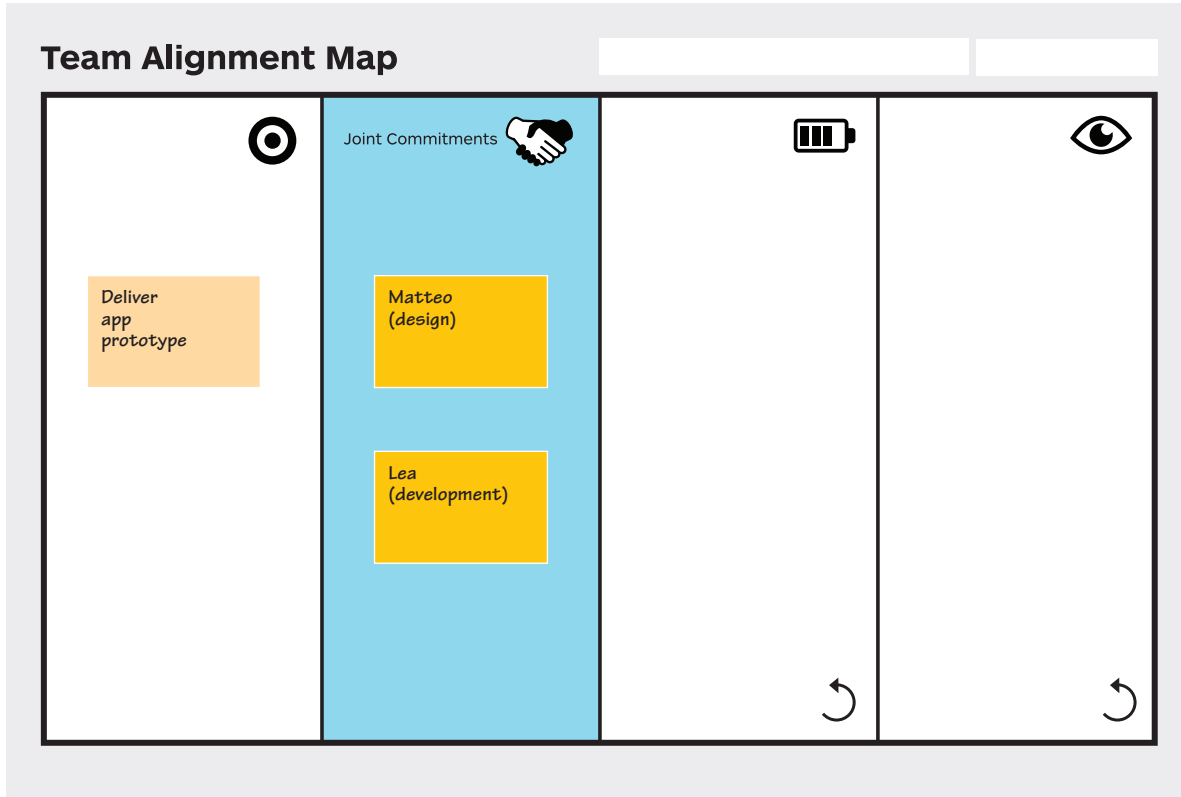 Team Alignment Map
Joint Commitments
Deliver
app
prototype
Matteo
(design)
Lea
(development)